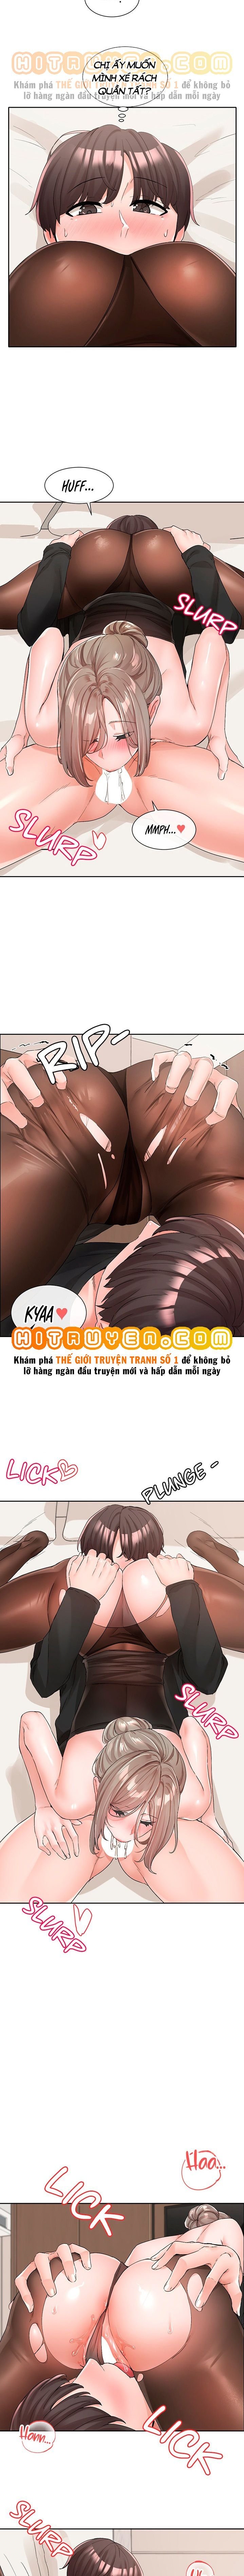 HITRUYEN.COM
Khám phá THẾ GIỚI TRUYỆN TRANH SỐ 1 để không bỏ
lỡ hàng ngàn đầu truyện mới và hấp dẫn mỗi ngày
CHỊ ẤY MUỐN
MÌNH XÉ RÁCH
QUẦN TẤT?
HUFF...
SLURP
SLURP
MMPH...♥
RIP-
KYAA♥
HITRUYEN.COM
Khám phá THẾ GIỚI TRUYỆN TRANH SỐ 1 để không bỏ
lỡ hàng ngàn đầu truyện mới và hấp dẫn mỗi ngày
LICK♡
PLUNGE-
SLURP
SLURP
Haa...
LICK
LICK
Hann...
SLURP